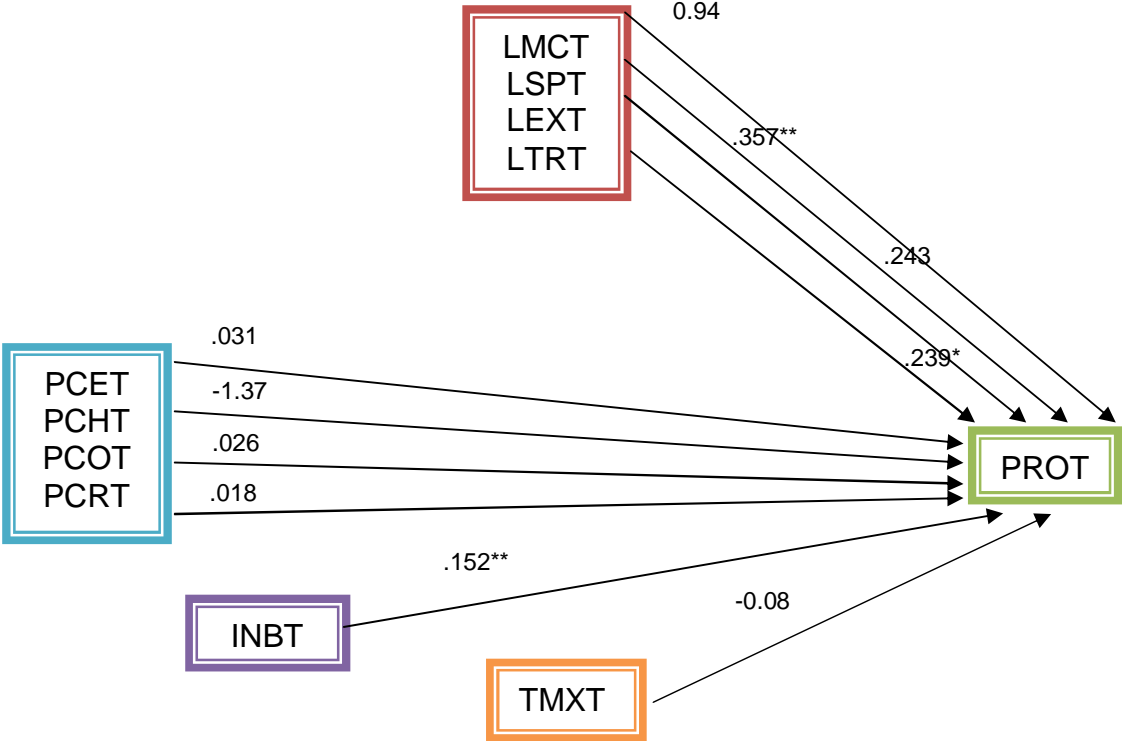 0.94
LMCT
LSPT
LEXT
LTRT
.357**
.243
.239*
.031
-1.37
.026
.018
PCET
PCHT
PCOT
PCRT
PROT
.152**
-0.08
INBT
TMXT